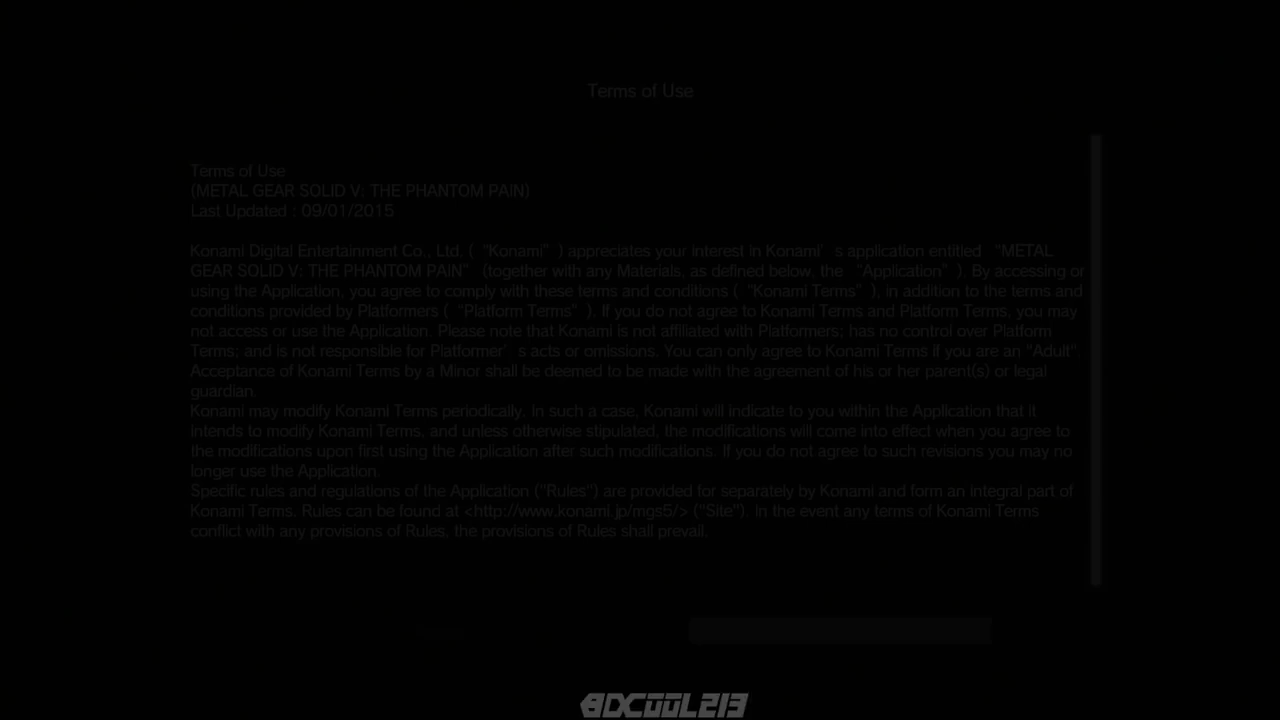 Terms of Use
Terms of Use
(METAL GEAR SOLID V: THE PHANTOM PAIN)
Last Updated : 09/01/2015
Konami Digital Entertainment Co., Ltd. ( “Konami” ) appreciates your interest in Konami’ s application entitled “METAL
GEAR SOLID V: THE PHANTOM PAIN” (together with any Materials, as defined below, the “Application” ). By accessing or
using the Application, you agree to comply with these terms and conditions ( “Konami Terms” ), in addition to the terms and
conditions provided by Platformers ( “Platform Terms” ). If you do not agree to Konami Terms and Platform Terms, you may
not access or use the Application. Please note that Konami is not affiliated with Platformers; has no control over Platform
Terms; and is not responsible for Platformer’ s acts or omissions. You can only agree to Konami Terms if you are an "Adult".
Acceptance of Konami Terms by a Minor shall be deemed to be made with the agreement of his or her parent(s) or legal
guardian.
Konami may modify Konami Terms periodically. In such a case, Konami will indicate to you within the Application that it
intends to modify Konami Terms, and unless otherwise stipulated, the modifications will come into effect when you agree to
the modifications upon first using the Application after such modifications. If you do not agree to such revisions you may no
longer use the Application.
Specific rules and regulations of the Application ("Rules") are provided for separately by Konami and form an integral part of
Konami Terms. Rules can be found at <http://www.konami.jp/mgs5/> ("Site"). In the event any terms of Konami Terms
conflict with any provisions of Rules, the provisions of Rules shall prevail.
ADCOOL213